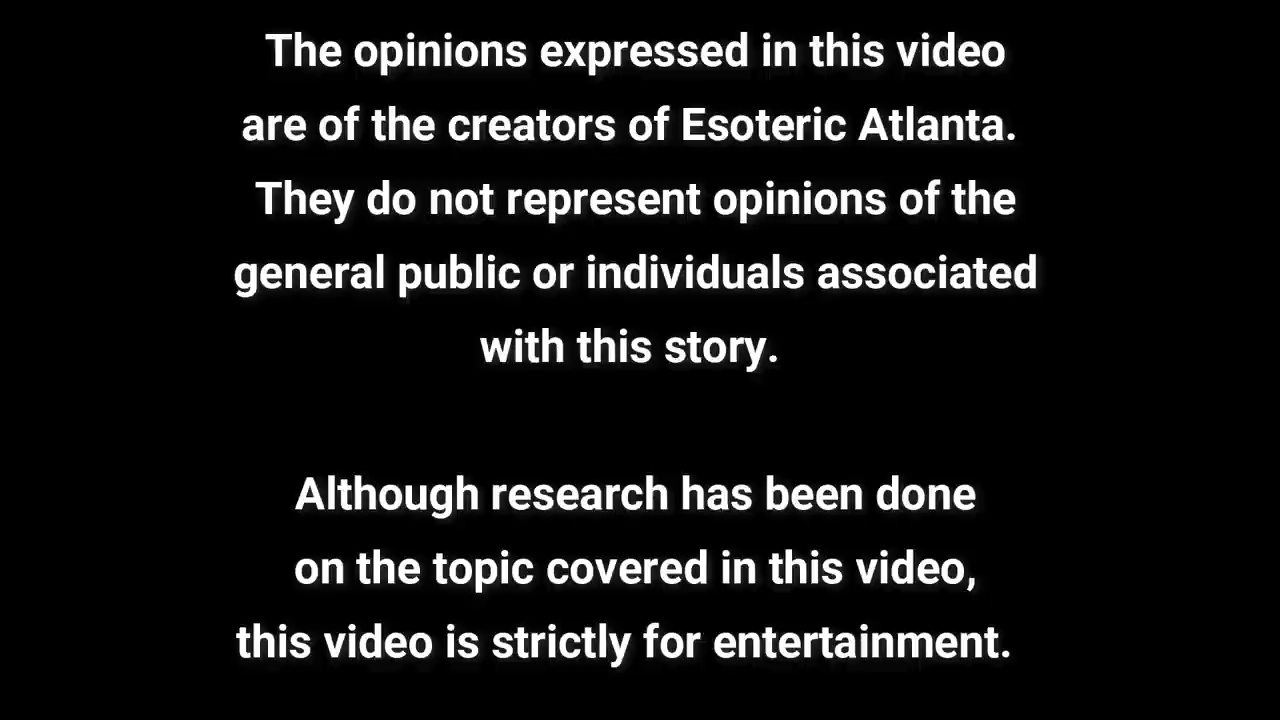 The opinions expressed in this video
are of the creators of Esoteric Atlanta.
They do not represent opinions of the
general public or individuals associated
with this story.
Although research has been done
on the topic covered in this video,
this video is strictly for entertainment.